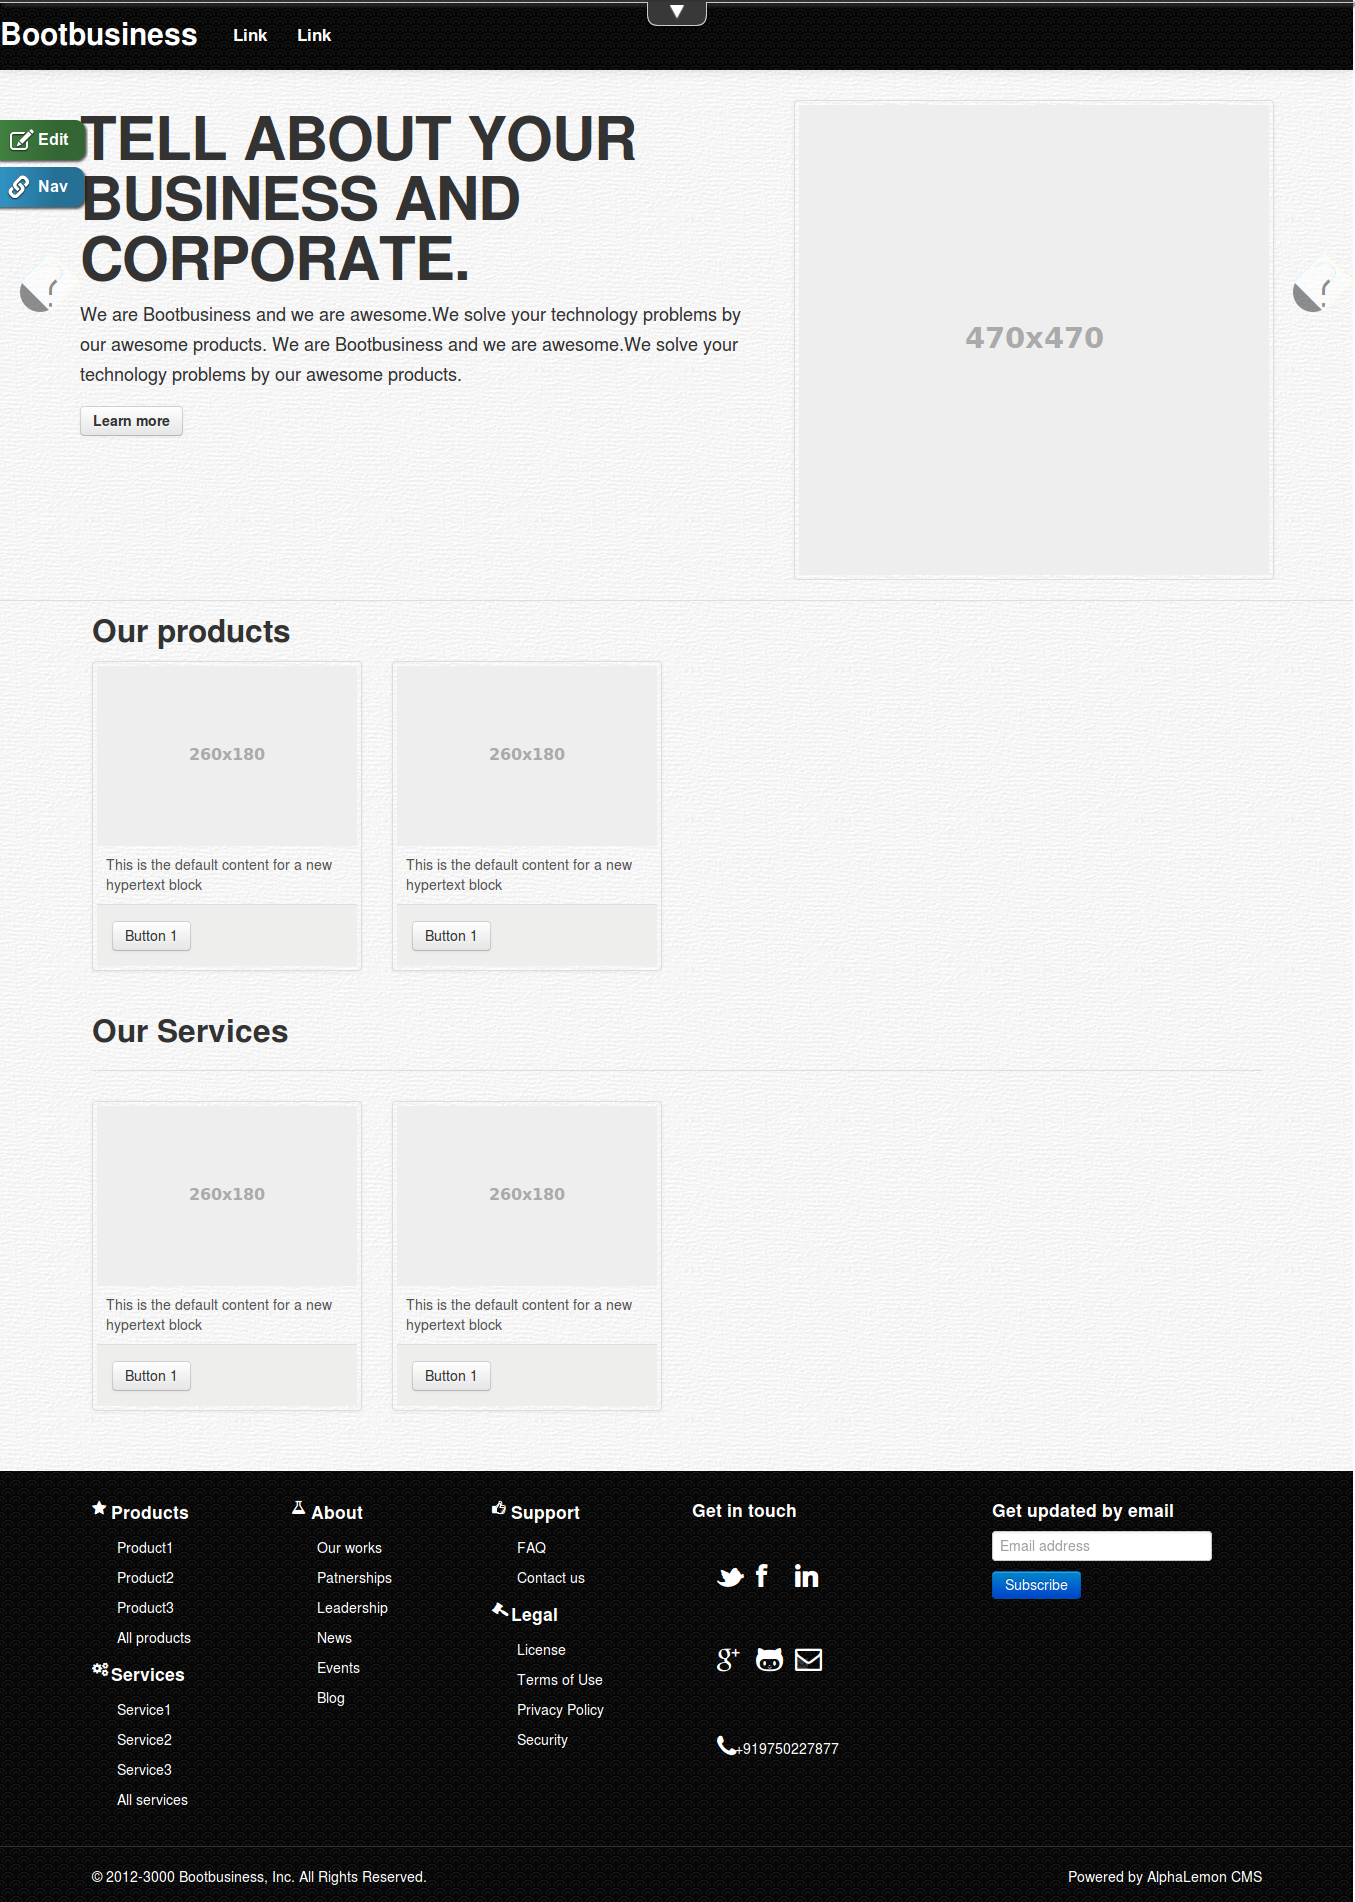 Bootbusiness Link Link
Edit
Nav
TELL ABOUT YOUR
BUSINESS AND
CORPORATE.
We are Bootbusiness and we are awesome.We solve your technology problems by
our awesome products. We are Bootbusiness and we are awesome.We solve your
technology problems by our awesome products.
Learn more
470x470
Our products
260x180 260x180
This is the default content for a new
hypertext block
This is the default content for a new
hypertext block
Button 1 Button 1
Our Services
260x180 260x180
This is the default content for a new
hypertext block
This is the default content for a new
hypertext block
Button 1 Button 1
Products
Product1
Product2
Product3
All products
Services
Service1
Service2
Service3
All services
About
Our works
Patnerships
Leadership
News
Events
Blog
Support
FAQ
Contact us
Legal
License
Terms of Use
Privacy Policy
Security
Get in touch
+919750227877
Get updated by email
Email address
Subscribe
© 2012-3000 Bootbusiness, Inc. All Rights Reserved.
Powered by AlphaLemon CMS